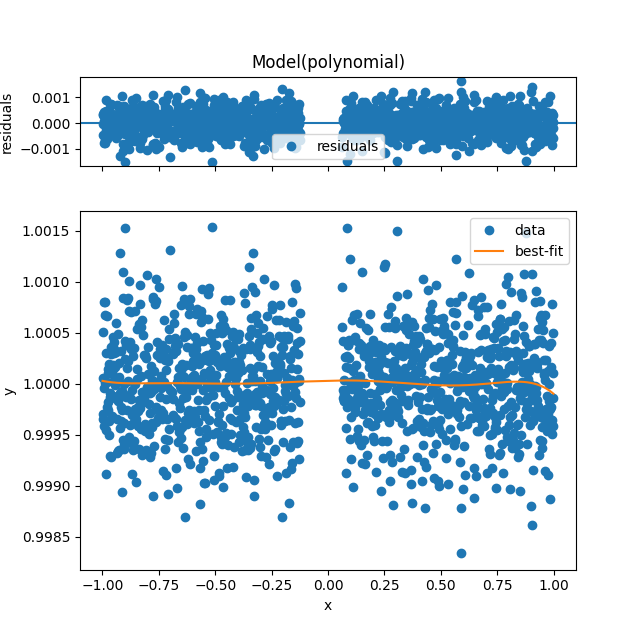 Model(polynomial)
0.001
0.000
−0.001
residuals
residuals
1.0015
1.0010
1.0005
1.0000
0.9995
0.9990
0.9985
y
data
best-fit
−1.00 −0.75 −0.50 −0.25 0.00 0.25 0.50 0.75 1.00
x